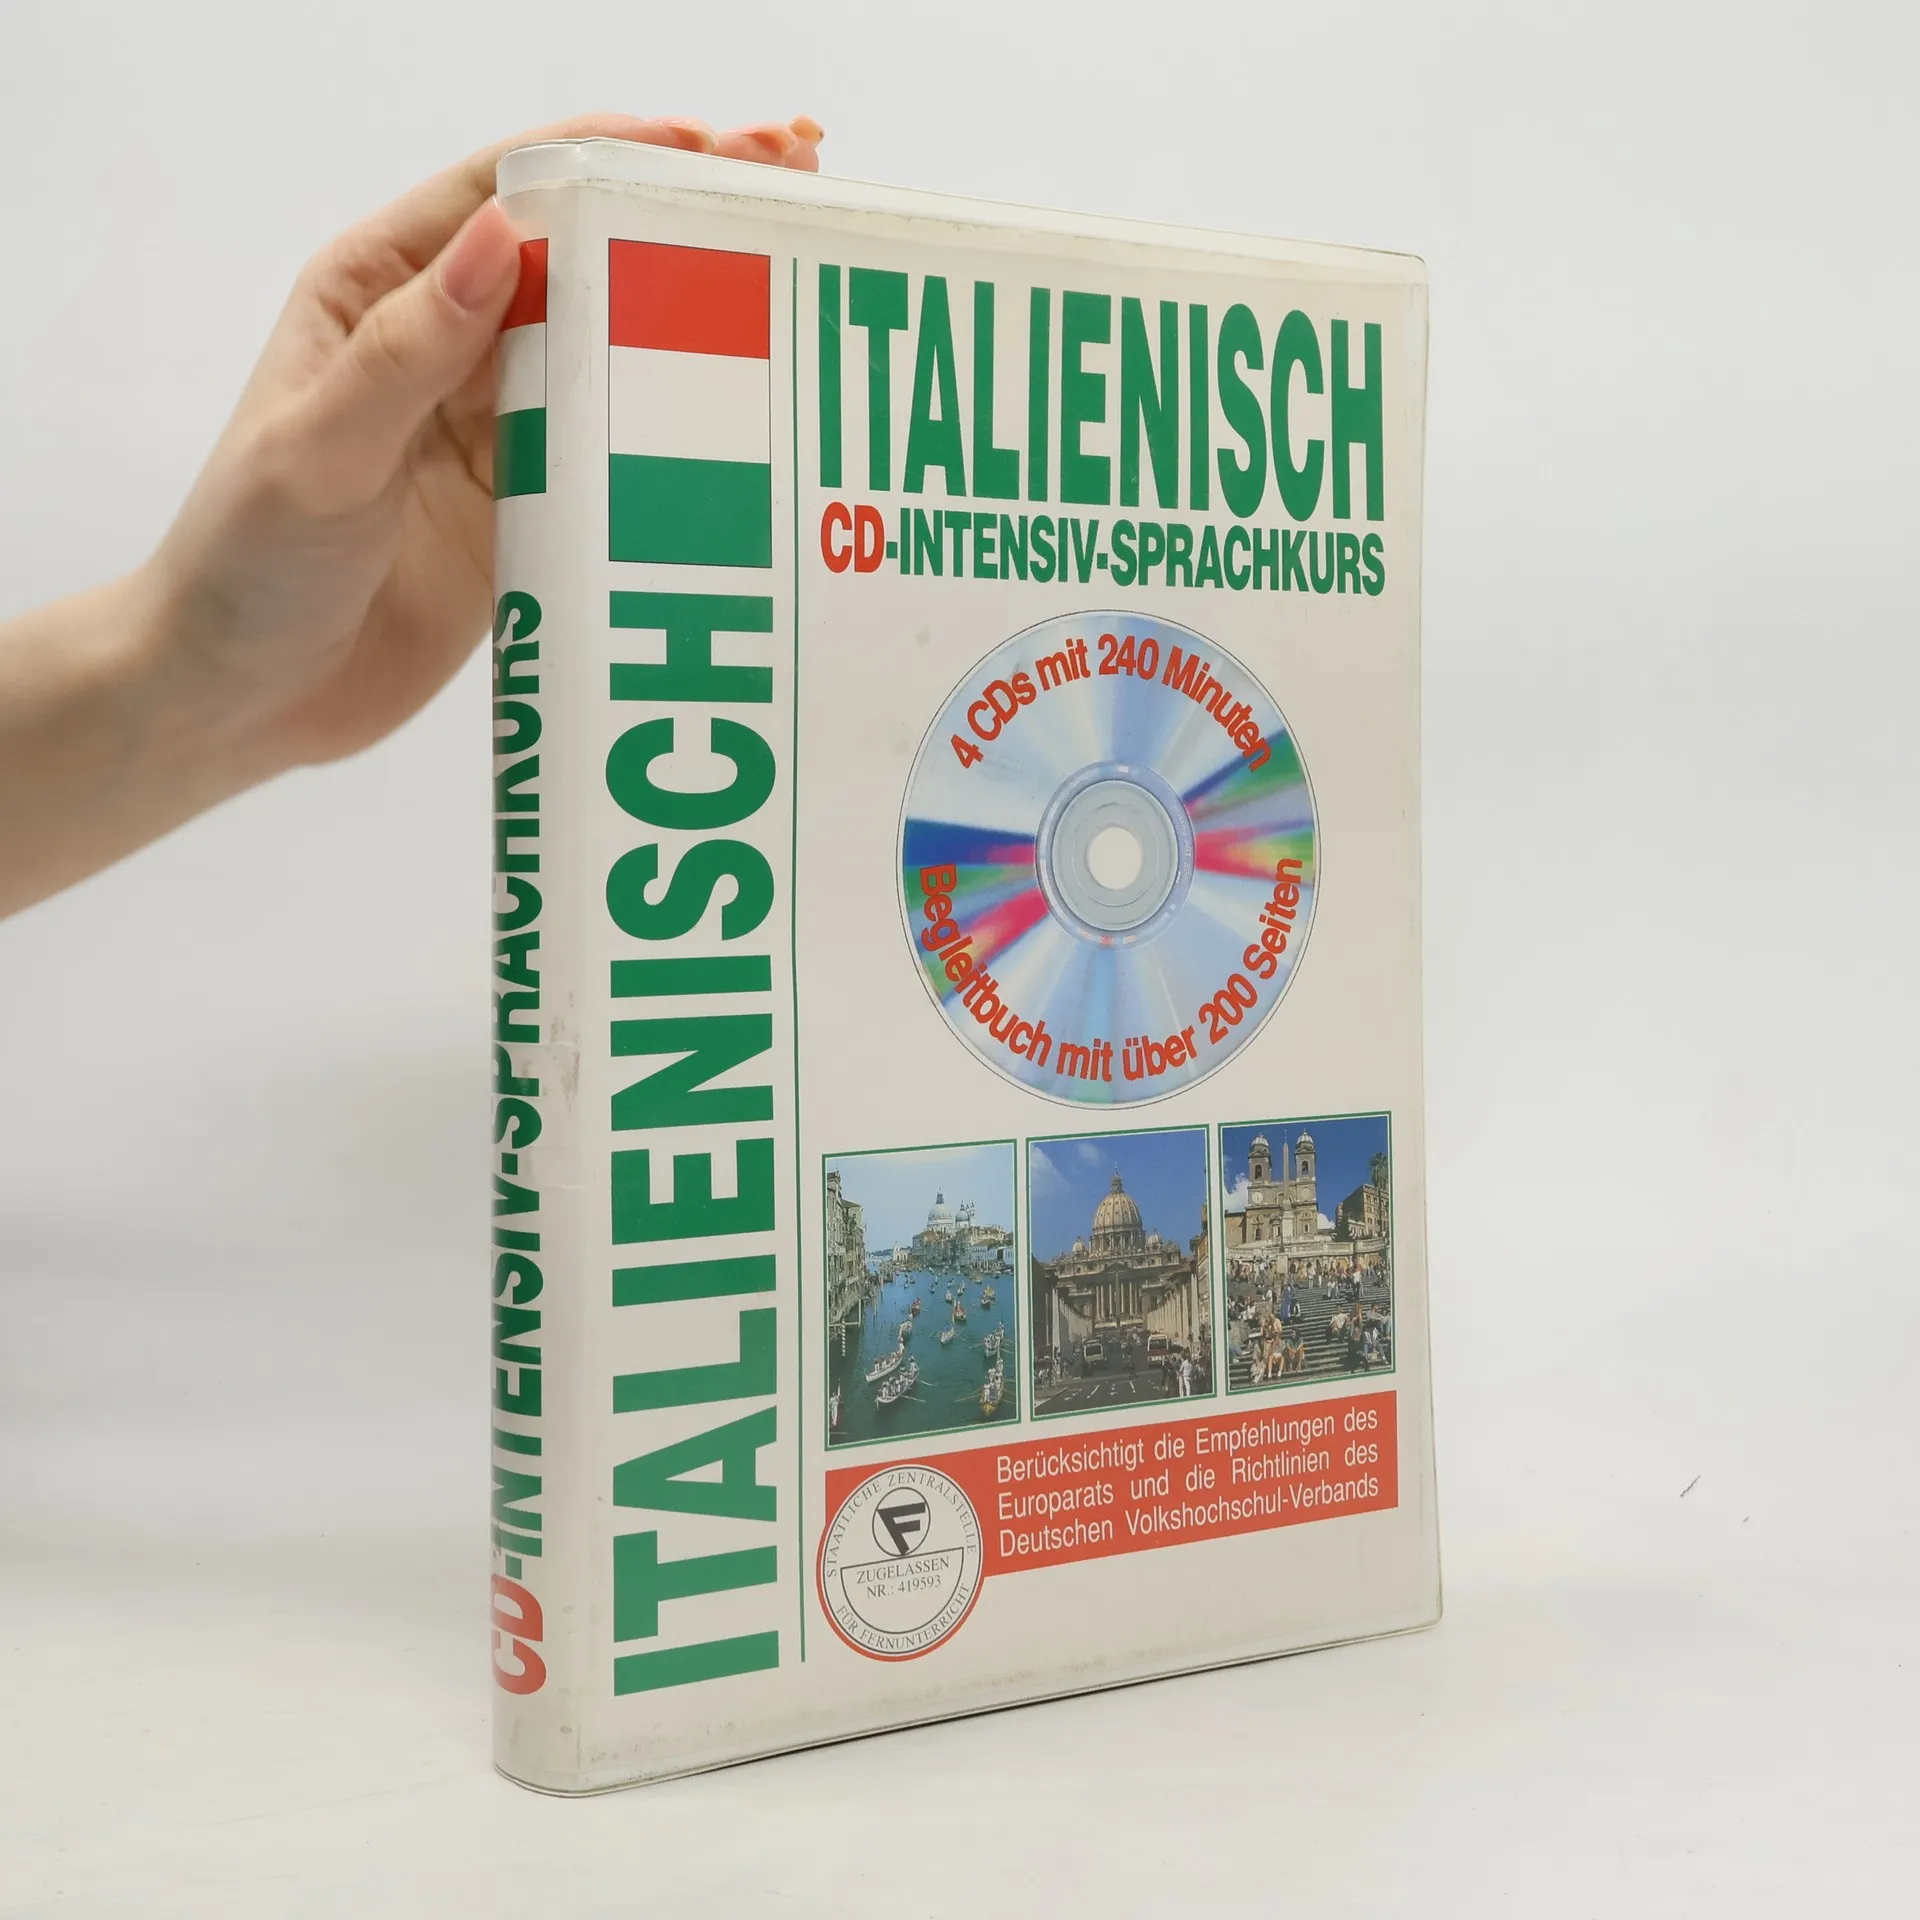 CD-INTENSIV-SPRACHKURS
ITALIENISCH
ITALIENISCH
CD-INTENSIV-SPRACHKURS
4 CDs mit 240 Minuten
Begleitbuch mit über 200 Seiten
Berücksichtigt die Empfehlungen des
Europarats und die Richtlinien des
Deutschen Volkshochschul-Verbands
STAATLICHE ZENTRALSTELLE
F
ZUGELASSEN
NR.: 419593
FÜR FERNUNTERRICHT